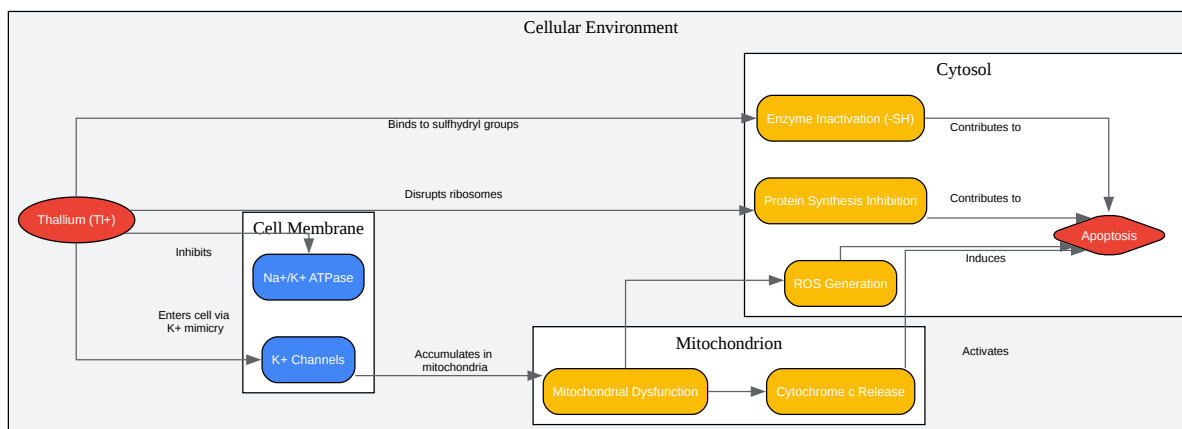 Cellular Environment
Cytosol
Enzyme Inactivation (-SH)
Binds to sulfhydryl groups
Contributes to
Disrupts ribosomes
Protein Synthesis Inhibition
Contributes to
Thallium (Tl+)
Cell Membrane
Apoptosis
Inhibits
Induces
Na+/K+ ATPase
ROS Generation
Enters cell via
K+ mimicry
Mitochondrion
K+ Channels
Accumulates in
mitochondria
Activates
Mitochondrial Dysfunction
Cytochrome c Release